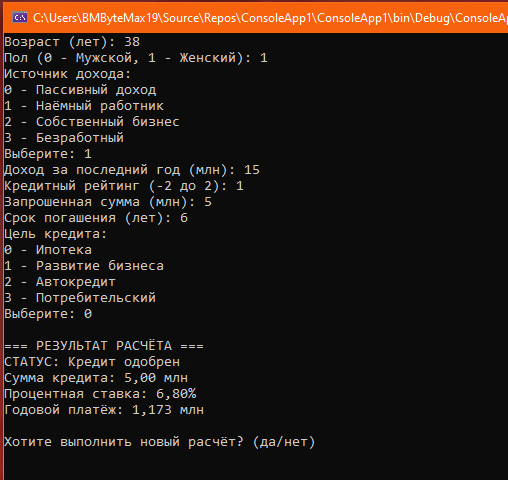 C:\Users\BMByteMax19\Source\Repos\ConsoleApp1\ConsoleApp1\bin\Debug\ConsoleA
Возраст (лет): 38
Пол (0 - Мужской, 1 - Женский): 1
Источник дохода:
0 - Пассивный доход
1 - Наёмный работник
2 - Собственный бизнес
3 - Безработный
Выберите: 1
Доход за последний год (млн): 15
Кредитный рейтинг (-2 до 2): 1
Запрошенная сумма (млн): 5
Срок погашения (лет): 6
Цель кредита:
0 - Ипотека
1 - Развитие бизнеса
2 - Автокредит
3 - Потребительский
Выберите: 0
=== РЕЗУЛЬТАТ РАСЧЁТА ===
СТАТУС: Кредит одобрен
Сумма кредита: 5,00 млн
Процентная ставка: 6,80%
Годовой платёж: 1,173 млн
Хотите выполнить новый расчёт? (да/нет)